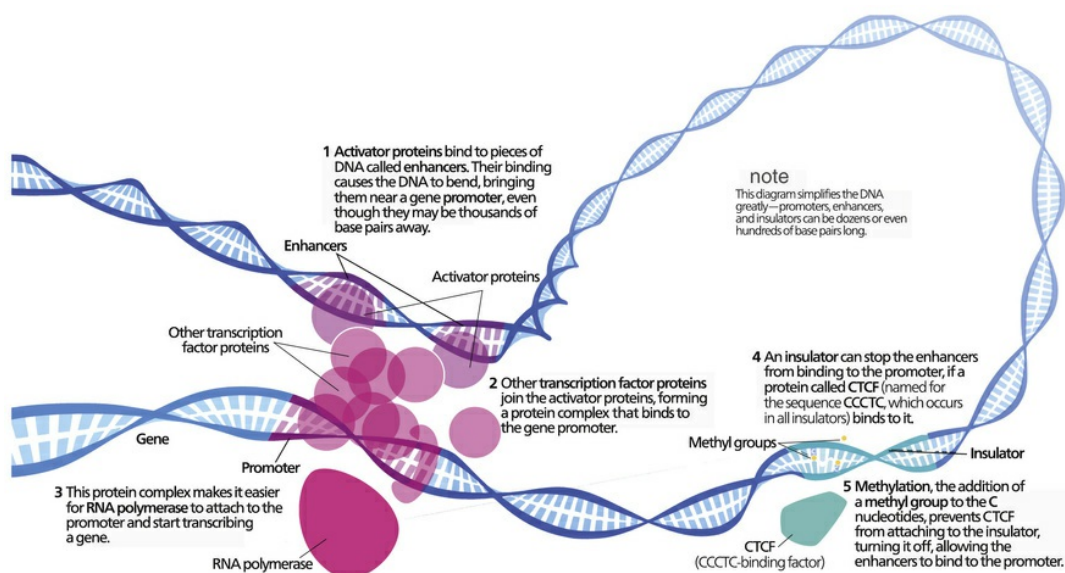 1 Activator proteins bind to pieces of
DNA called enhancers. Their binding
causes the DNA to bend, bringing
them near a gene promoter, even
though they may be thousands of
base pairs away.
note
This diagram simplifies the DNA
greatly—promoters, enhancers,
and insulators can be dozens or even
hundreds of base pairs long.
Enhancers
Activator proteins
Other transcription
factor proteins
2 Other transcription factor proteins
join the activator proteins, forming
a protein complex that binds to
the gene promoter.
4 An insulator can stop the enhancers
from binding to the promoter, if a
protein called CTCF (named for
the sequence CCCTC, which occurs
in all insulators) binds to it.
Gene
Promoter
Methyl groups
Insulator
3 This protein complex makes it easier
for RNA polymerase to attach to the
promoter and start transcribing
a gene.
RNA polymerase
CTCF
(CCCTC-binding factor)
5 Methylation, the addition of
a methyl group to the C
nucleotides, prevents CTCF
from attaching to the insulator,
turning it off, allowing the
enhancers to bind to the promoter.